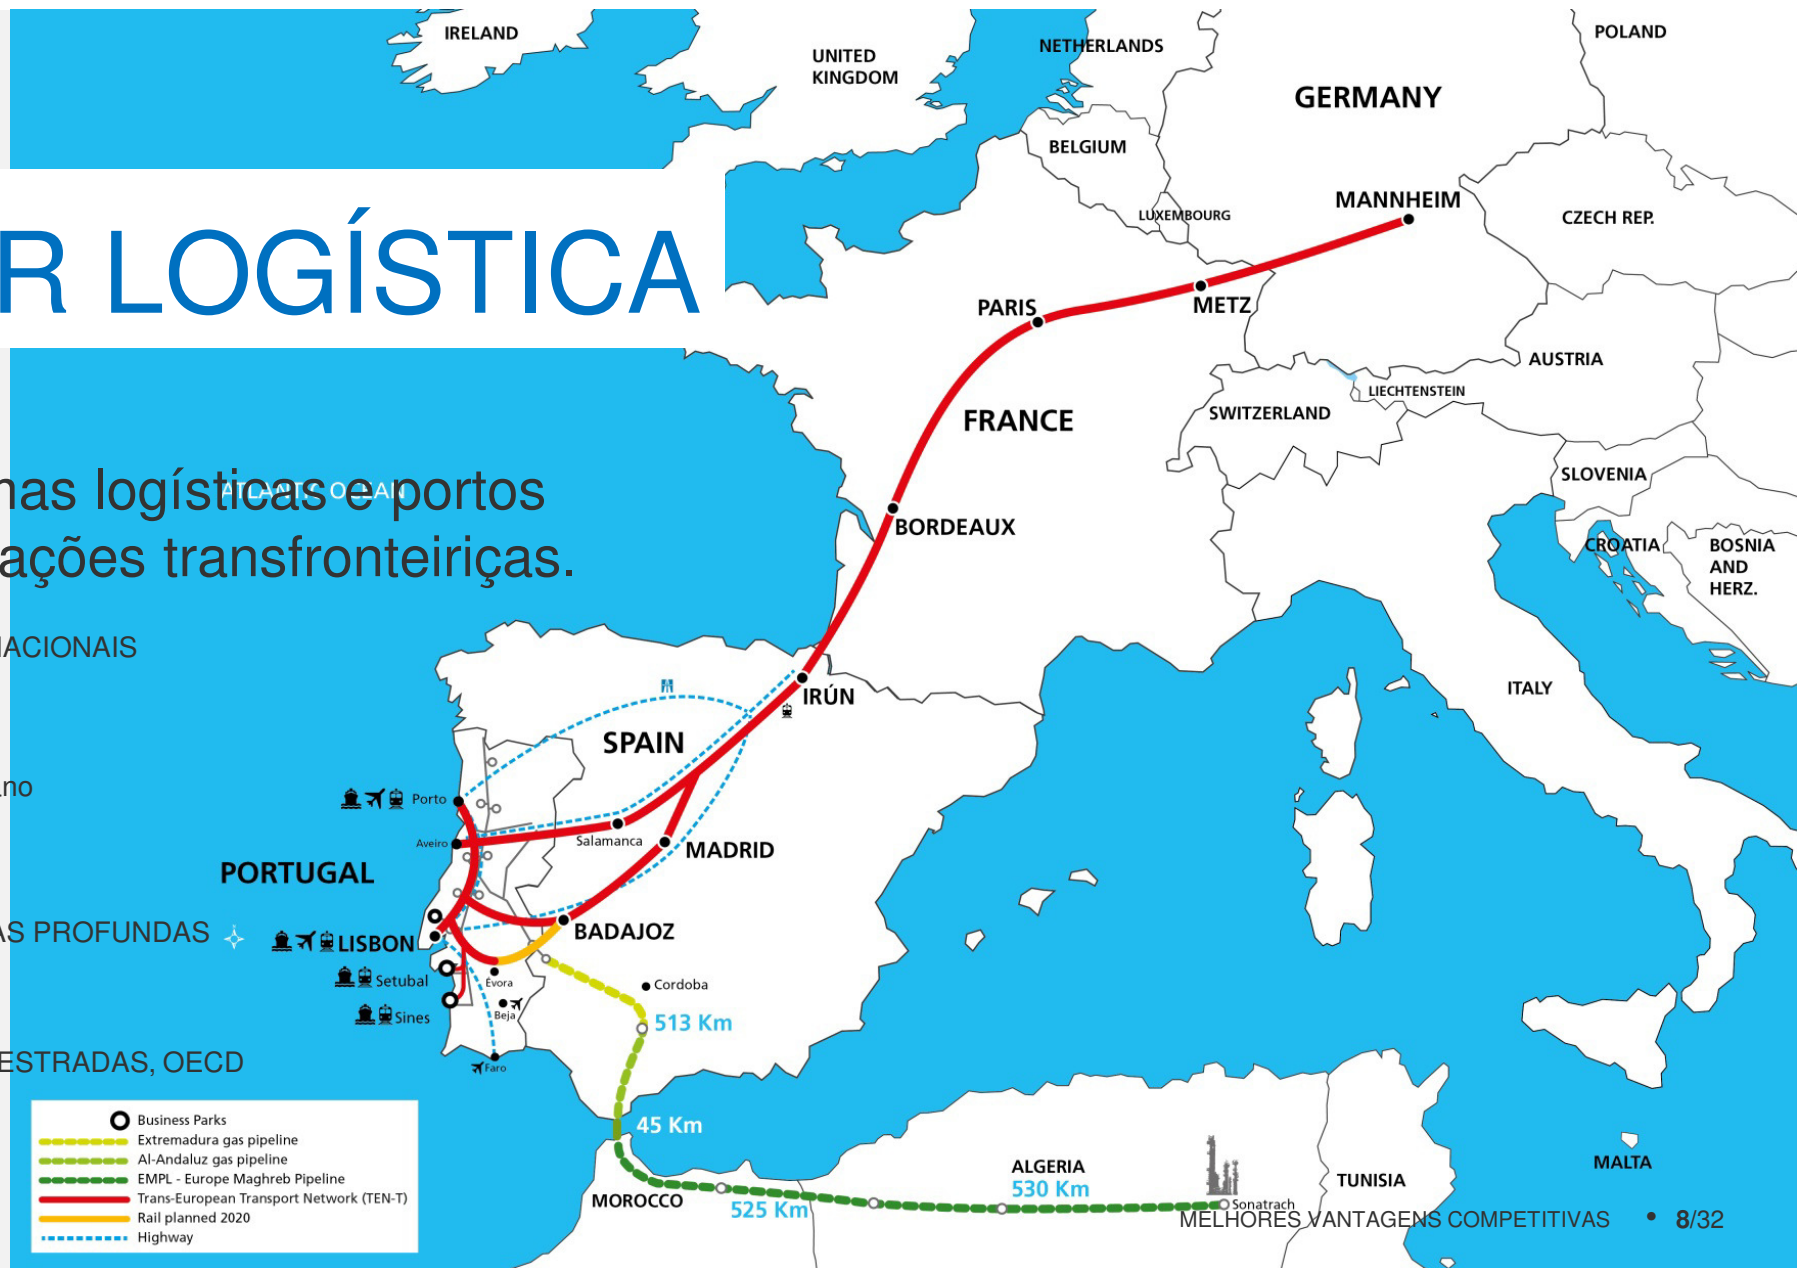 IRELAND
UNITED
KINGDOM
NETHERLANDS
POLAND
GERMANY
BELGIUM
LUXEMBOURG
MANNHEIM
CZECH REP.
R LOGÍSTICA
PARIS
METZ
AUSTRIA
LIECHTENSTEIN
SWITZERLAND
FRANCE
SLOVENIA
nas logísticas e portos
ATLANTIC OCEAN
BORDEAUX
CROATIA
BOSNIA
AND
HERZ.
ações transfronteiriças.
NACIONAIS
IRÚN
ITALY
SPAIN
ano
Porto
Aveiro
Salamanca
MADRID
PORTUGAL
AS PROFUNDAS
LISBON
BADAJOZ
Setubal
Évora
Cordoba
Sines
Beja
513 Km
ESTRADAS, OECD
Faro
45 Km
Business Parks
Extremadura gas pipeline
Al-Andaluz gas pipeline
EMPL - Europe Maghreb Pipeline
Trans-European Transport Network (TEN-T)
Rail planned 2020
Highway
MOROCCO
525 Km
ALGERIA
530 Km
Sonatrach
TUNISIA
MALTA
MELHORES VANTAGENS COMPETITIVAS • 8/32